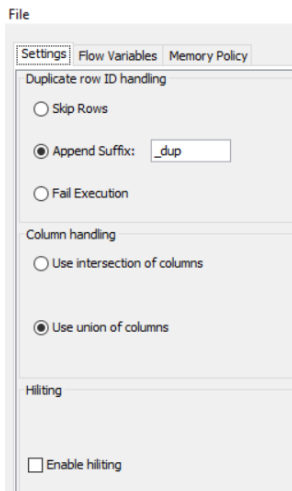 File
Settings Flow Variables Memory Policy
Duplicate row ID handling
Skip Rows
Append Suffix: _dup
Fail Execution
Column handling
Use intersection of columns
Use union of columns
Hiliting
Enable hiliting